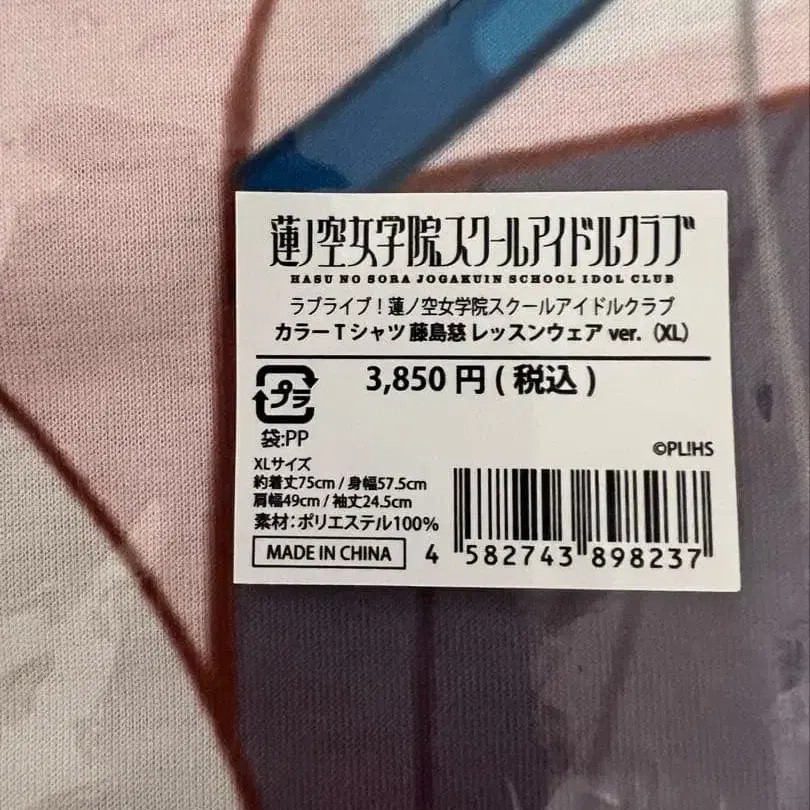 蓮ノ空女学院スクールアイドルクラブ
HASU NO SORA JOGAKUIN SCHOOL IDOL CLUB
ラブライブ！蓮ノ空女学院スクールアイドルクラブ
カラーTシャツ 藤島慈 レッスンウェア ver.（XL）
3,850 円 ( 税込 )
プラ
袋:PP
©PL!HS
XLサイズ
約着丈75cm / 身幅57.5cm
肩幅49cm / 袖丈24.5cm
素材：ポリエステル100%
MADE IN CHINA
4 582743 898237